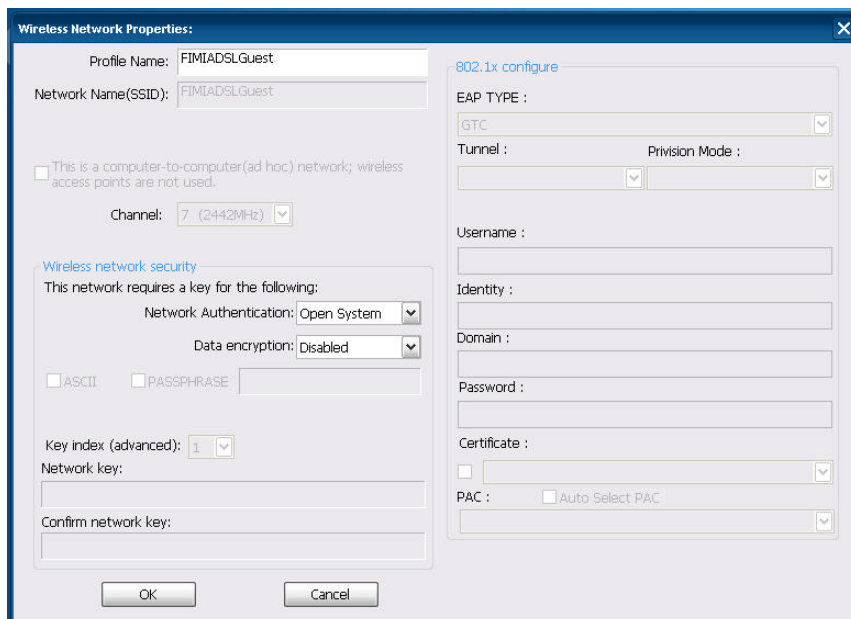 Wireless Network Properties:
Profile Name: FIMIADSLGuest
Network Name(SSID): FIMIADSLGuest
This is a computer-to-computer(ad hoc) network; wireless
access points are not used.
Channel: 7 (2442MHz)
Wireless network security
This network requires a key for the following:
Network Authentication: Open System
Data encryption: Disabled
ASCII PASSPHRASE
Key index (advanced): 1
Network key:
Confirm network key:
OK Cancel
802.1x configure
EAP TYPE :
GTC
Tunnel : Privision Mode :
Username :
Identity :
Domain :
Password :
Certificate :
PAC : Auto Select PAC